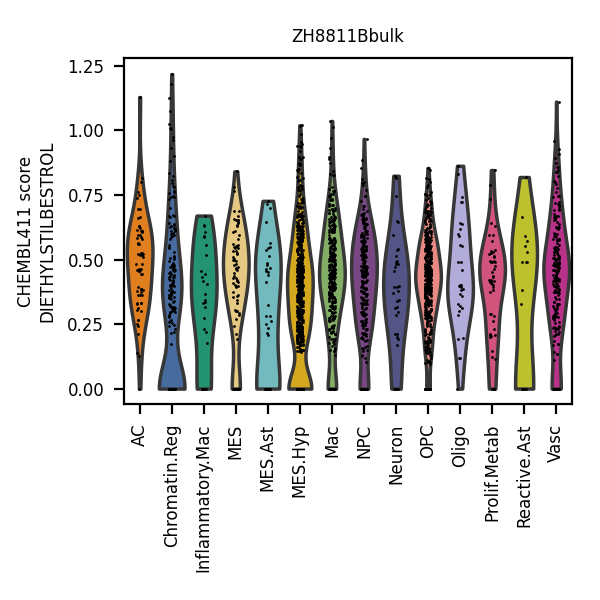 ZH8811Bbulk
CHEMBL411 score
DIETHYLSTILBESTROL
1.25
1.00
0.75
0.50
0.25
0.00
AC
Chromatin.Reg
Inflammatory.Mac
MES
MES.Ast
MES.Hyp
Mac
NPC
Neuron
OPC
Oligo
Prolif.Metab
Reactive.Ast
Vasc